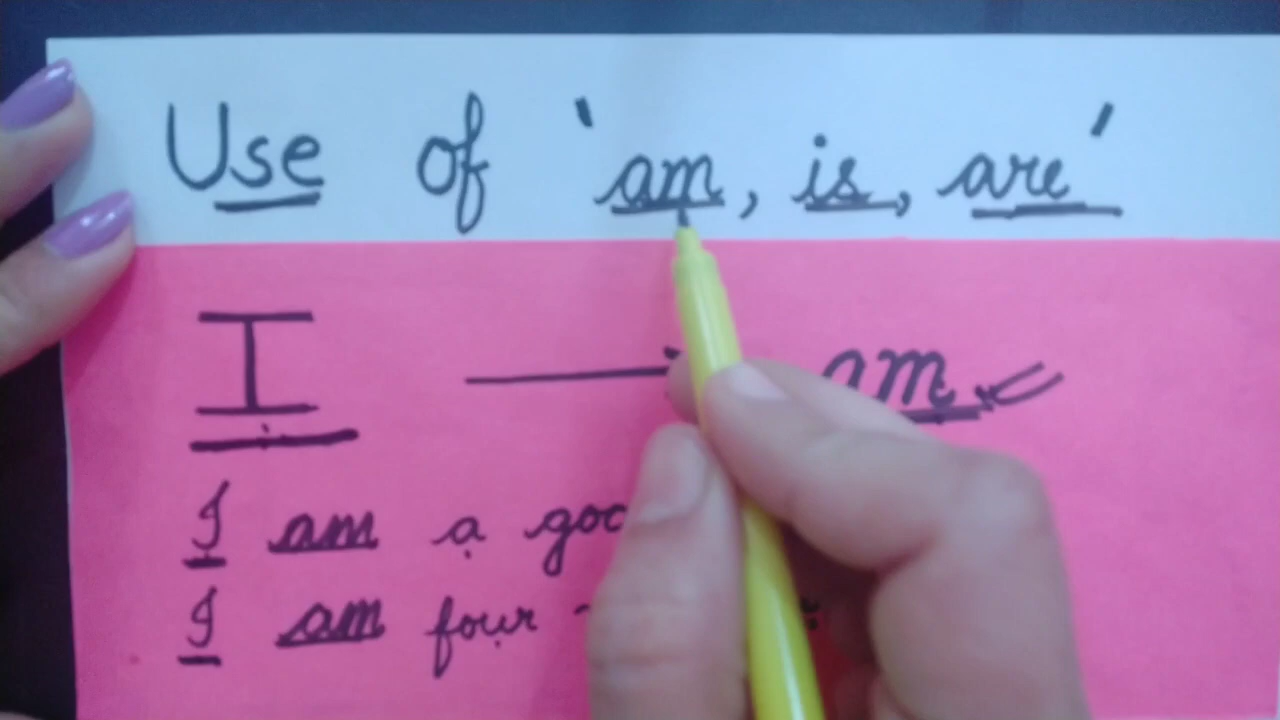 Use of 'am, is, are'
I → am
I am a
I am four